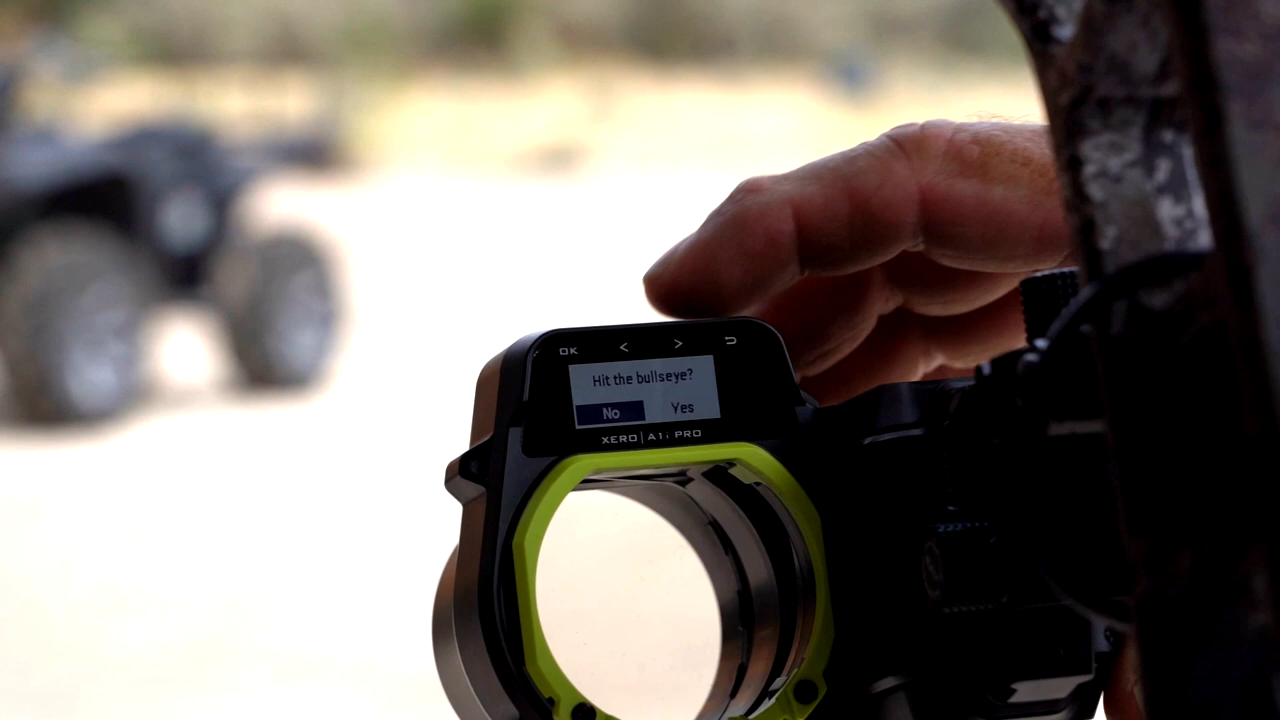 OK < >
Hit the bullseye?
No Yes
XERO | A1i PRO